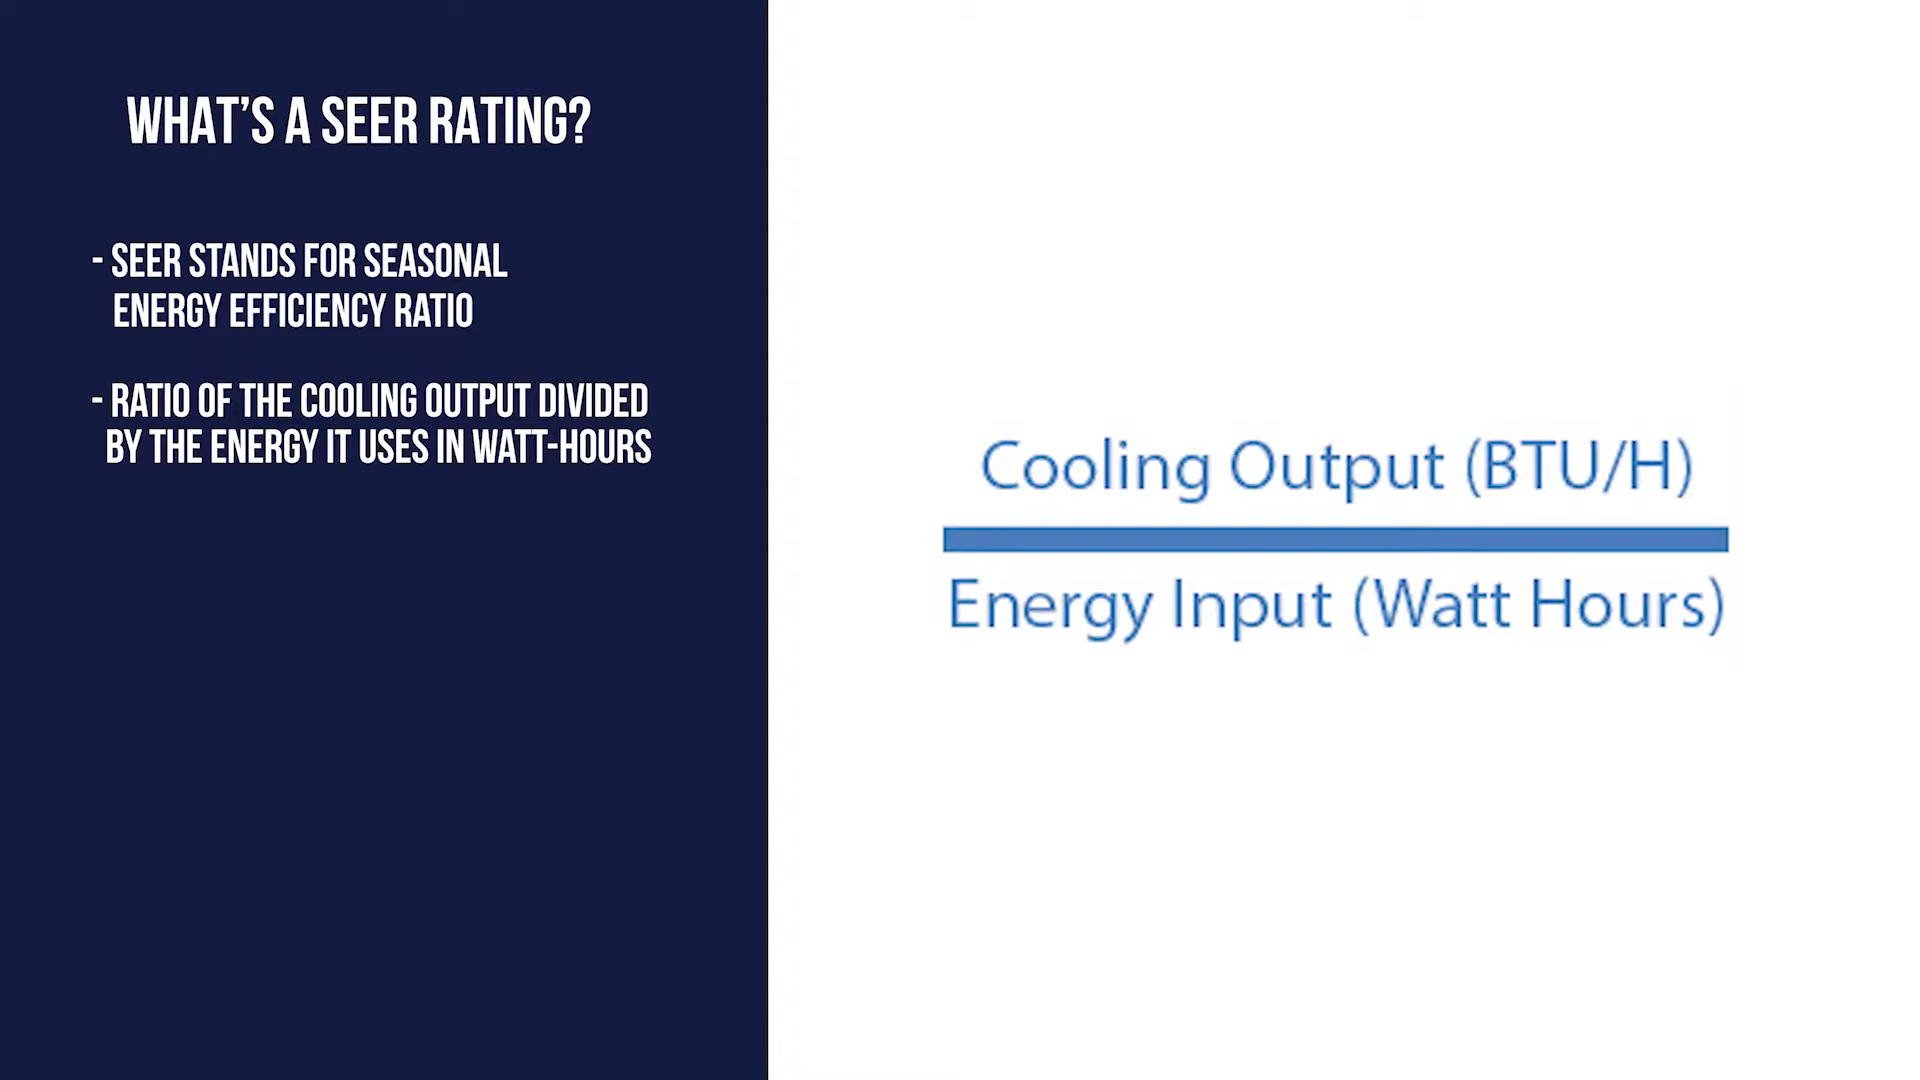 WHAT'S A SEER RATING?
- SEER STANDS FOR SEASONAL
ENERGY EFFICIENCY RATIO
- RATIO OF THE COOLING OUTPUT DIVIDED
BY THE ENERGY IT USES IN WATT-HOURS
Cooling Output (BTU/H)
Energy Input (Watt Hours)